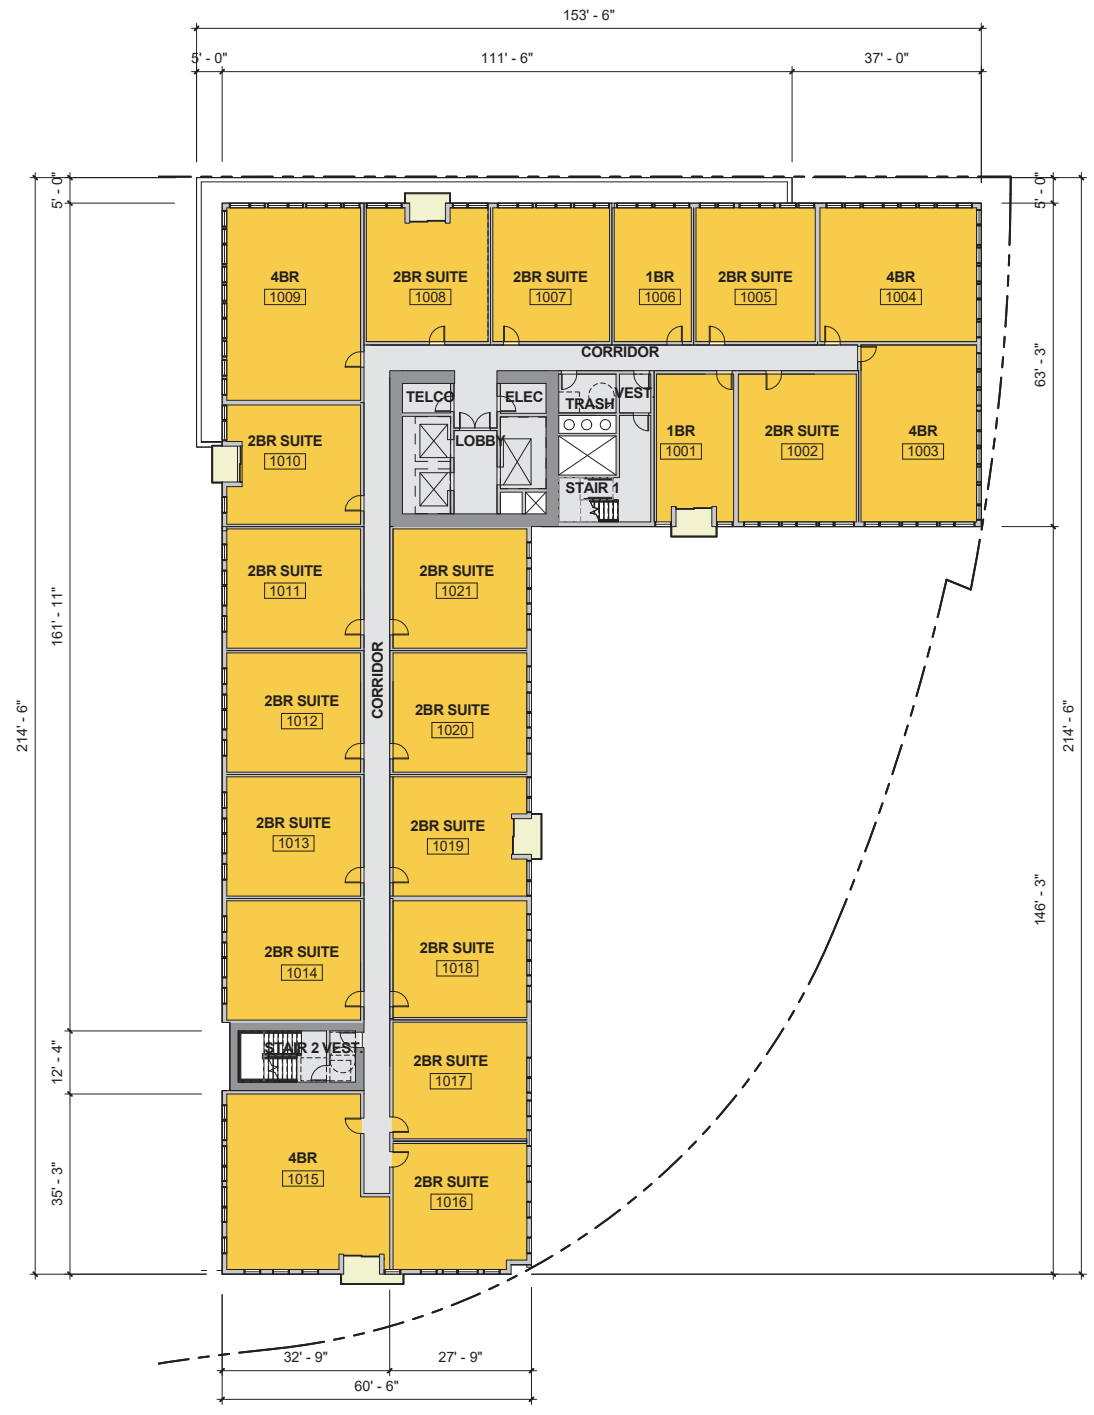 153' - 6"
5' - 0"
111' - 6"
37' - 0"
5' - 0"
5' - 0"
4BR
1009
2BR SUITE
1008
2BR SUITE
1007
1BR
1006
2BR SUITE
1005
4BR
1004
CORRIDOR
63' - 3"
TELCO
ELEC
TRASH
VEST.
LOBBY
STAIR 1
1BR
1001
2BR SUITE
1002
4BR
1003
2BR SUITE
1010
2BR SUITE
1011
2BR SUITE
1021
161' - 11"
CORRIDOR
2BR SUITE
1012
2BR SUITE
1020
214' - 6"
214' - 6"
2BR SUITE
1013
2BR SUITE
1019
146' - 3"
2BR SUITE
1014
2BR SUITE
1018
12' - 4"
STAIR 2
VEST.
2BR SUITE
1017
35' - 3"
4BR
1015
2BR SUITE
1016
32' - 9"
27' - 9"
60' - 6"